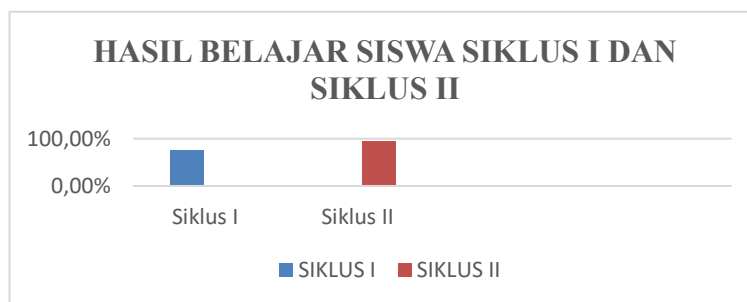 HASIL BELAJAR SISWA SIKLUS I DAN
SIKLUS II
100,00%
0,00%
Siklus I
Siklus II
SIKLUS I
SIKLUS II